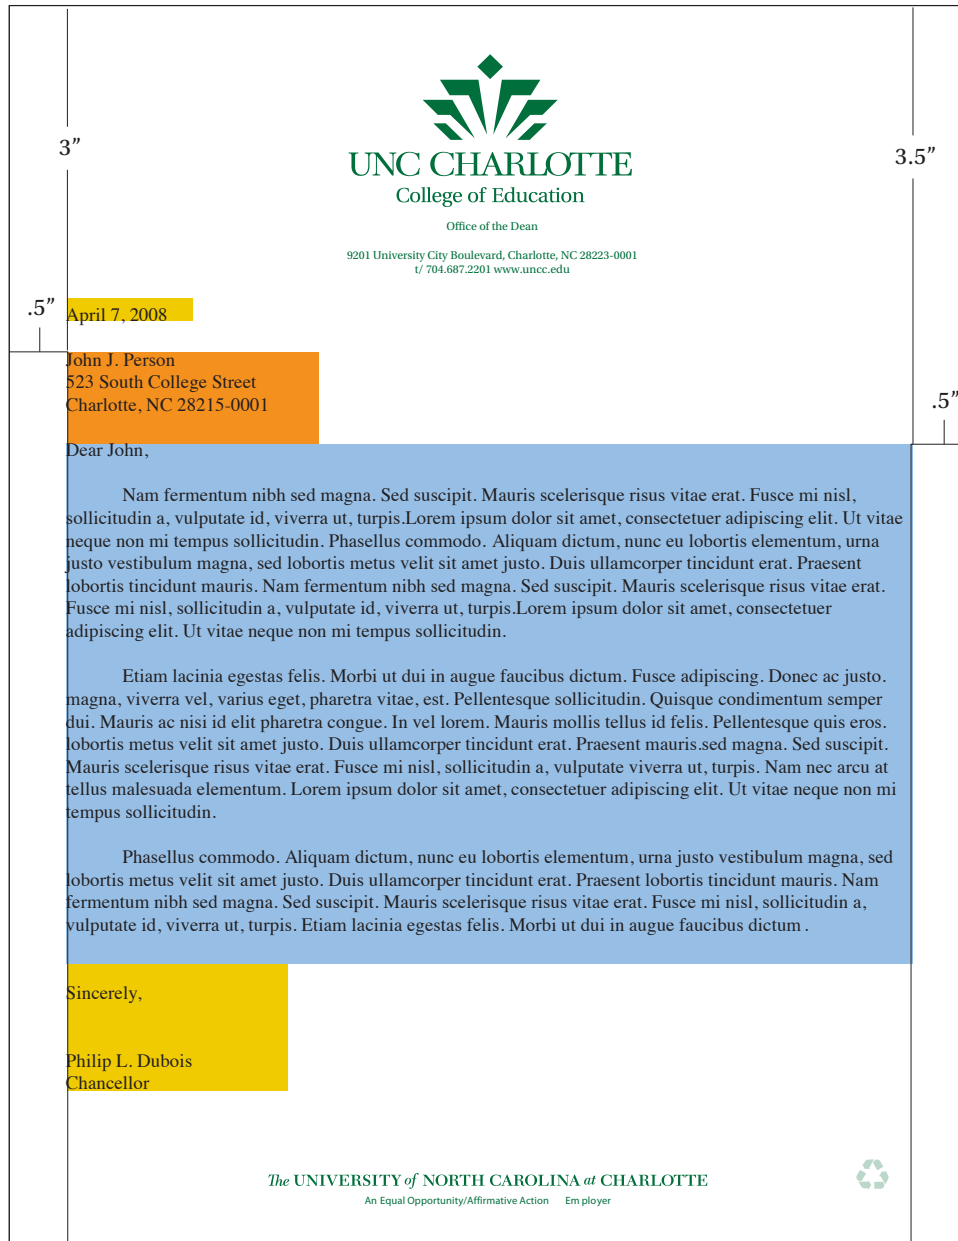 UNC CHARLOTTE
College of Education
Office of the Dean
9201 University City Boulevard, Charlotte, NC 28223-0001
t/ 704.687.2201 www.uncc.edu
3”
3.5”
.5”
April 7, 2008
John J. Person
523 South College Street
Charlotte, NC 28215-0001
.5”
Dear John,
Nam fermentum nibh sed magna. Sed suscipit. Mauris scelerisque risus vitae erat. Fusce mi nisl,
sollicitudin a, vulputate id, viverra ut, turpis.Lorem ipsum dolor sit amet, consectetuer adipiscing elit. Ut vitae
neque non mi tempus sollicitudin. Phasellus commodo. Aliquam dictum, nunc eu lobortis elementum, urna
justo vestibulum magna, sed lobortis metus velit sit amet justo. Duis ullamcorper tincidunt erat. Praesent
lobortis tincidunt mauris. Nam fermentum nibh sed magna. Sed suscipit. Mauris scelerisque risus vitae erat.
Fusce mi nisl, sollicitudin a, vulputate id, viverra ut, turpis.Lorem ipsum dolor sit amet, consectetuer
adipiscing elit. Ut vitae neque non mi tempus sollicitudin.
Etiam lacinia egestas felis. Morbi ut dui in augue faucibus dictum. Fusce adipiscing. Donec ac justo.
magna, viverra vel, varius eget, pharetra vitae, est. Pellentesque sollicitudin. Quisque condimentum semper
dui. Mauris ac nisi id elit pharetra congue. In vel lorem. Mauris mollis tellus id felis. Pellentesque quis eros.
lobortis metus velit sit amet justo. Duis ullamcorper tincidunt erat. Praesent mauris.sed magna. Sed suscipit.
Mauris scelerisque risus vitae erat. Fusce mi nisl, sollicitudin a, vulputate viverra ut, turpis. Nam nec arcu at
tellus malesuada elementum. Lorem ipsum dolor sit amet, consectetuer adipiscing elit. Ut vitae neque non mi
tempus sollicitudin.
Phasellus commodo. Aliquam dictum, nunc eu lobortis elementum, urna justo vestibulum magna, sed
lobortis metus velit sit amet justo. Duis ullamcorper tincidunt erat. Praesent lobortis tincidunt mauris. Nam
fermentum nibh sed magna. Sed suscipit. Mauris scelerisque risus vitae erat. Fusce mi nisl, sollicitudin a,
vulputate id, viverra ut, turpis. Etiam lacinia egestas felis. Morbi ut dui in augue faucibus dictum .
Sincerely,
Philip L. Dubois
Chancellor
The UNIVERSITY of NORTH CAROLINA at CHARLOTTE
An Equal Opportunity/Affirmative Action Em ployer